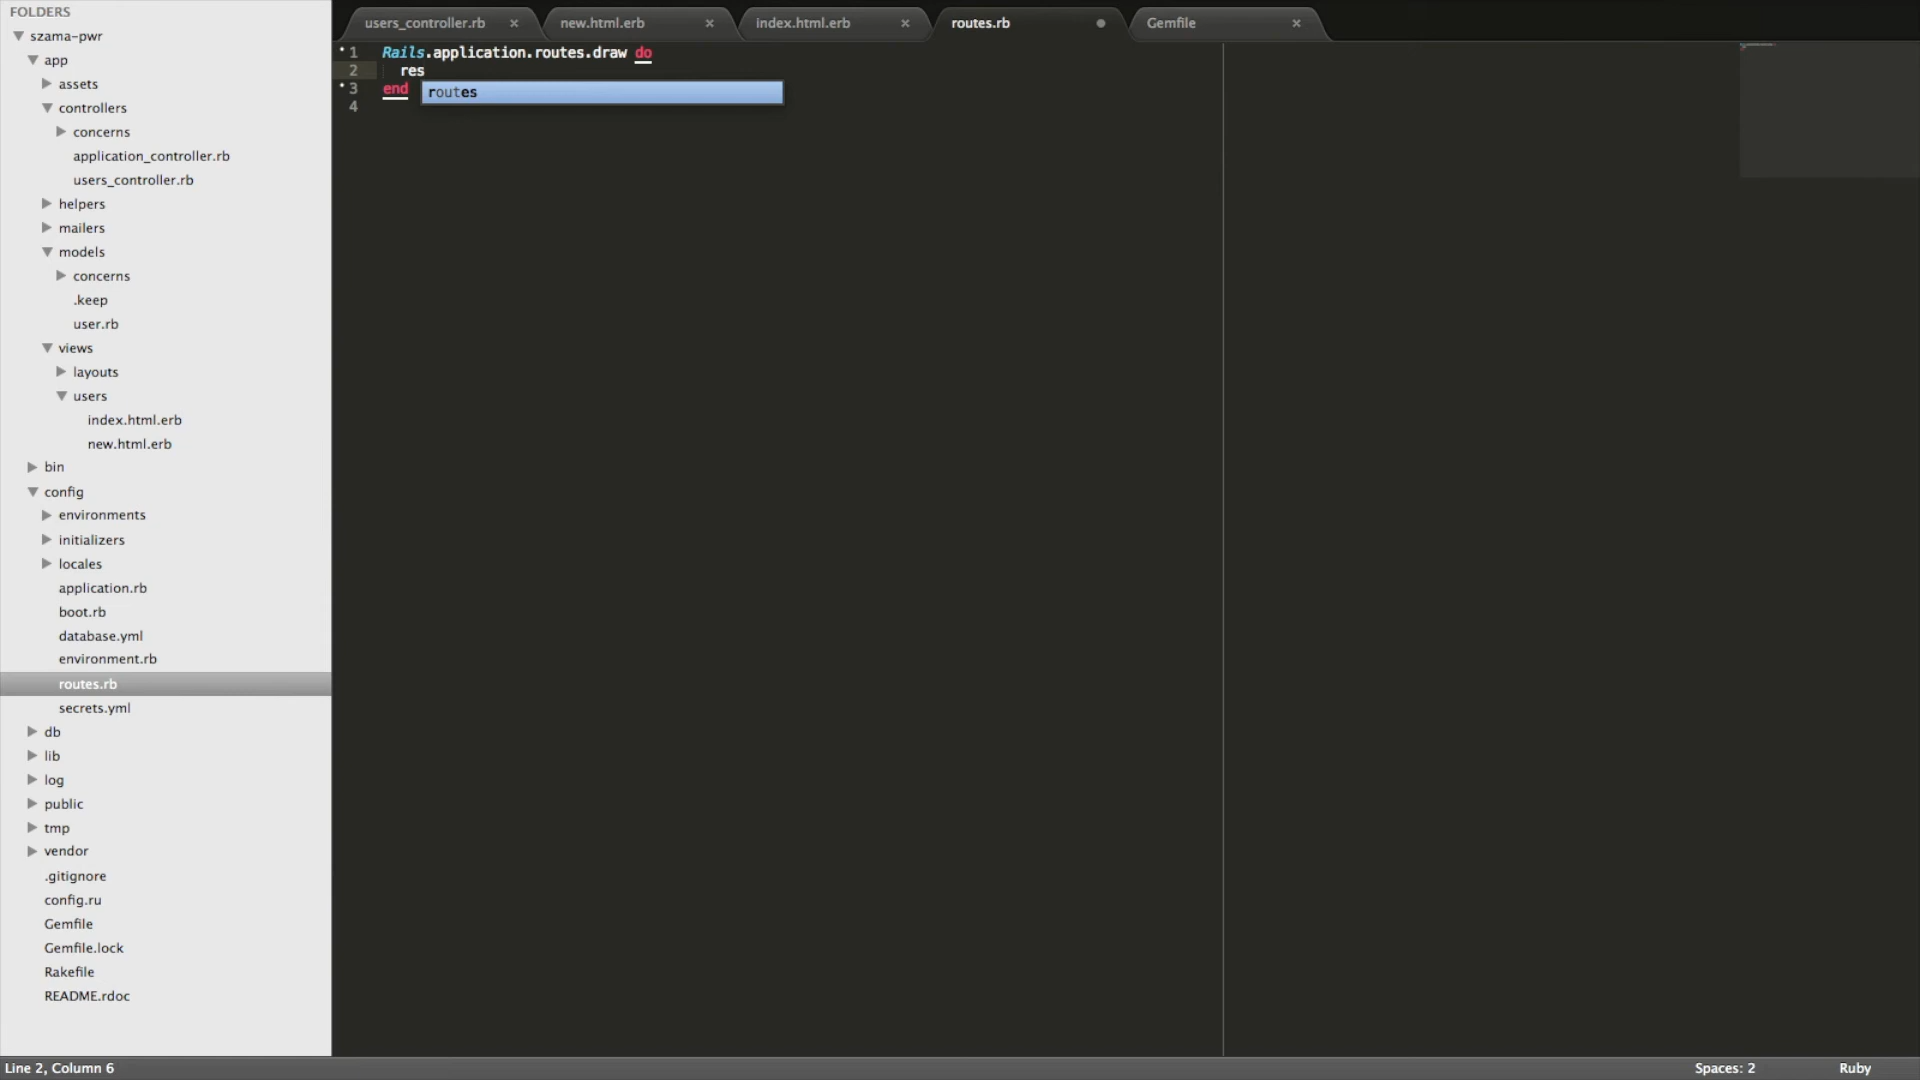 FOLDERS
szama-pwr
app
assets
controllers
concerns
application_controller.rb
users_controller.rb
helpers
mailers
models
concerns
.keep
user.rb
views
layouts
users
index.html.erb
new.html.erb
bin
config
environments
initializers
locales
application.rb
boot.rb
database.yml
environment.rb
routes.rb
secrets.yml
db
lib
log
public
tmp
vendor
.gitignore
config.ru
Gemfile
Gemfile.lock
Rakefile
README.rdoc
users_controller.rb
new.html.erb
index.html.erb
routes.rb
Gemfile
1 Rails.application.routes.draw do
2 res
3 end
routes
4
Line 2, Column 6
Spaces: 2
Ruby